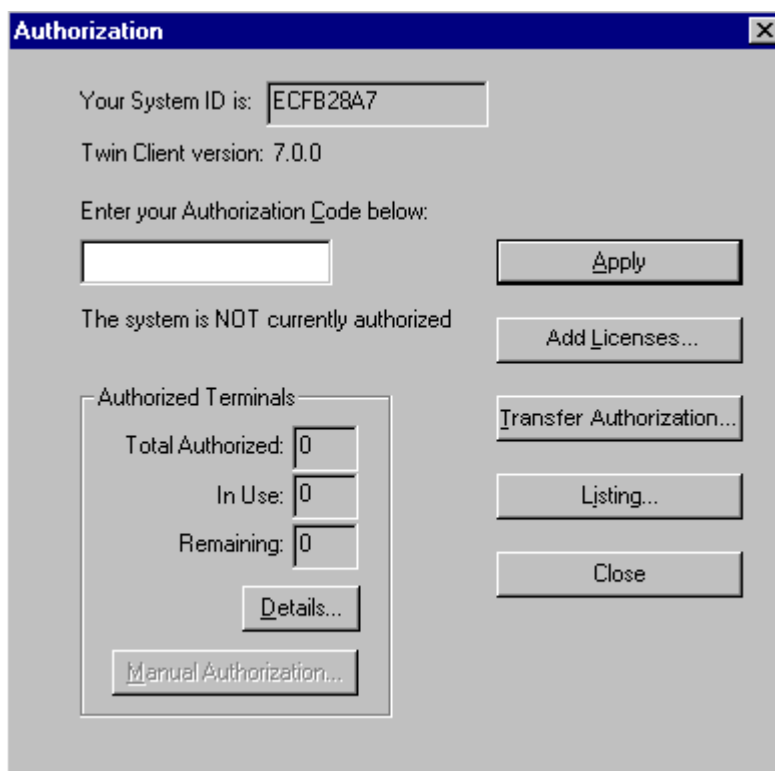 Authorization
Your System ID is: ECFB28A7
Twin Client version: 7.0.0
Enter your Authorization Code below:
Apply
The system is NOT currently authorized
Add Licenses...
Authorized Terminals
Transfer Authorization...
Total Authorized: 0
In Use: 0
Listing...
Remaining: 0
Close
Details...
Manual Authorization...